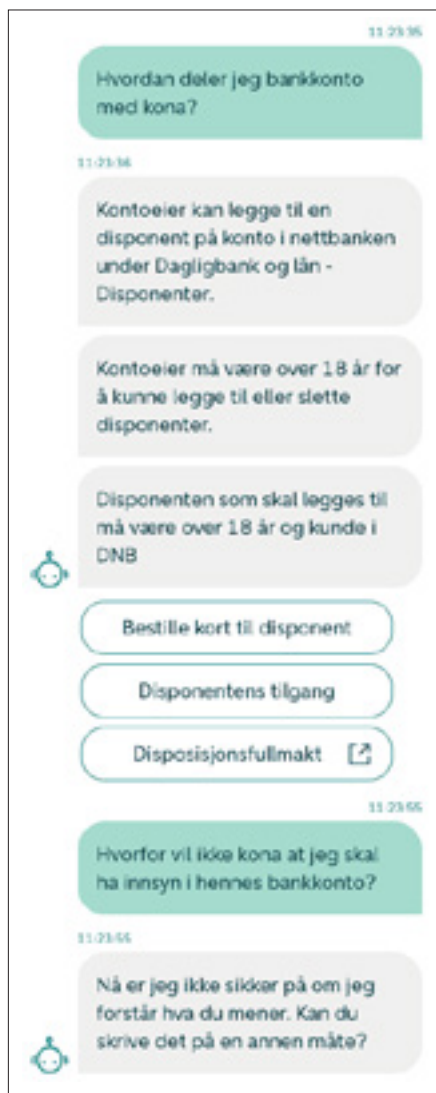 11:23:35
Hvordan deler jeg bankkonto
med kona?
11:23:36
Kontoeier kan legge til en
disponent på konto i nettbanken
under Dagligbank og lån -
Disponenter.
Kontoeier må være over 18 år for
å kunne legge til eller slette
disponenter.
Disponenten som skal legges til
må være over 18 år og kunde i
DNB
Bestille kort til disponent
Disponentens tilgang
Disposisjonsfullmakt
11:23:55
Hvorfor vil ikke kona at jeg skal
ha innsyn i hennes bankkonto?
11:23:55
Nå er jeg ikke sikker på om jeg
forstår hva du mener. Kan du
skrive det på en annen måte?